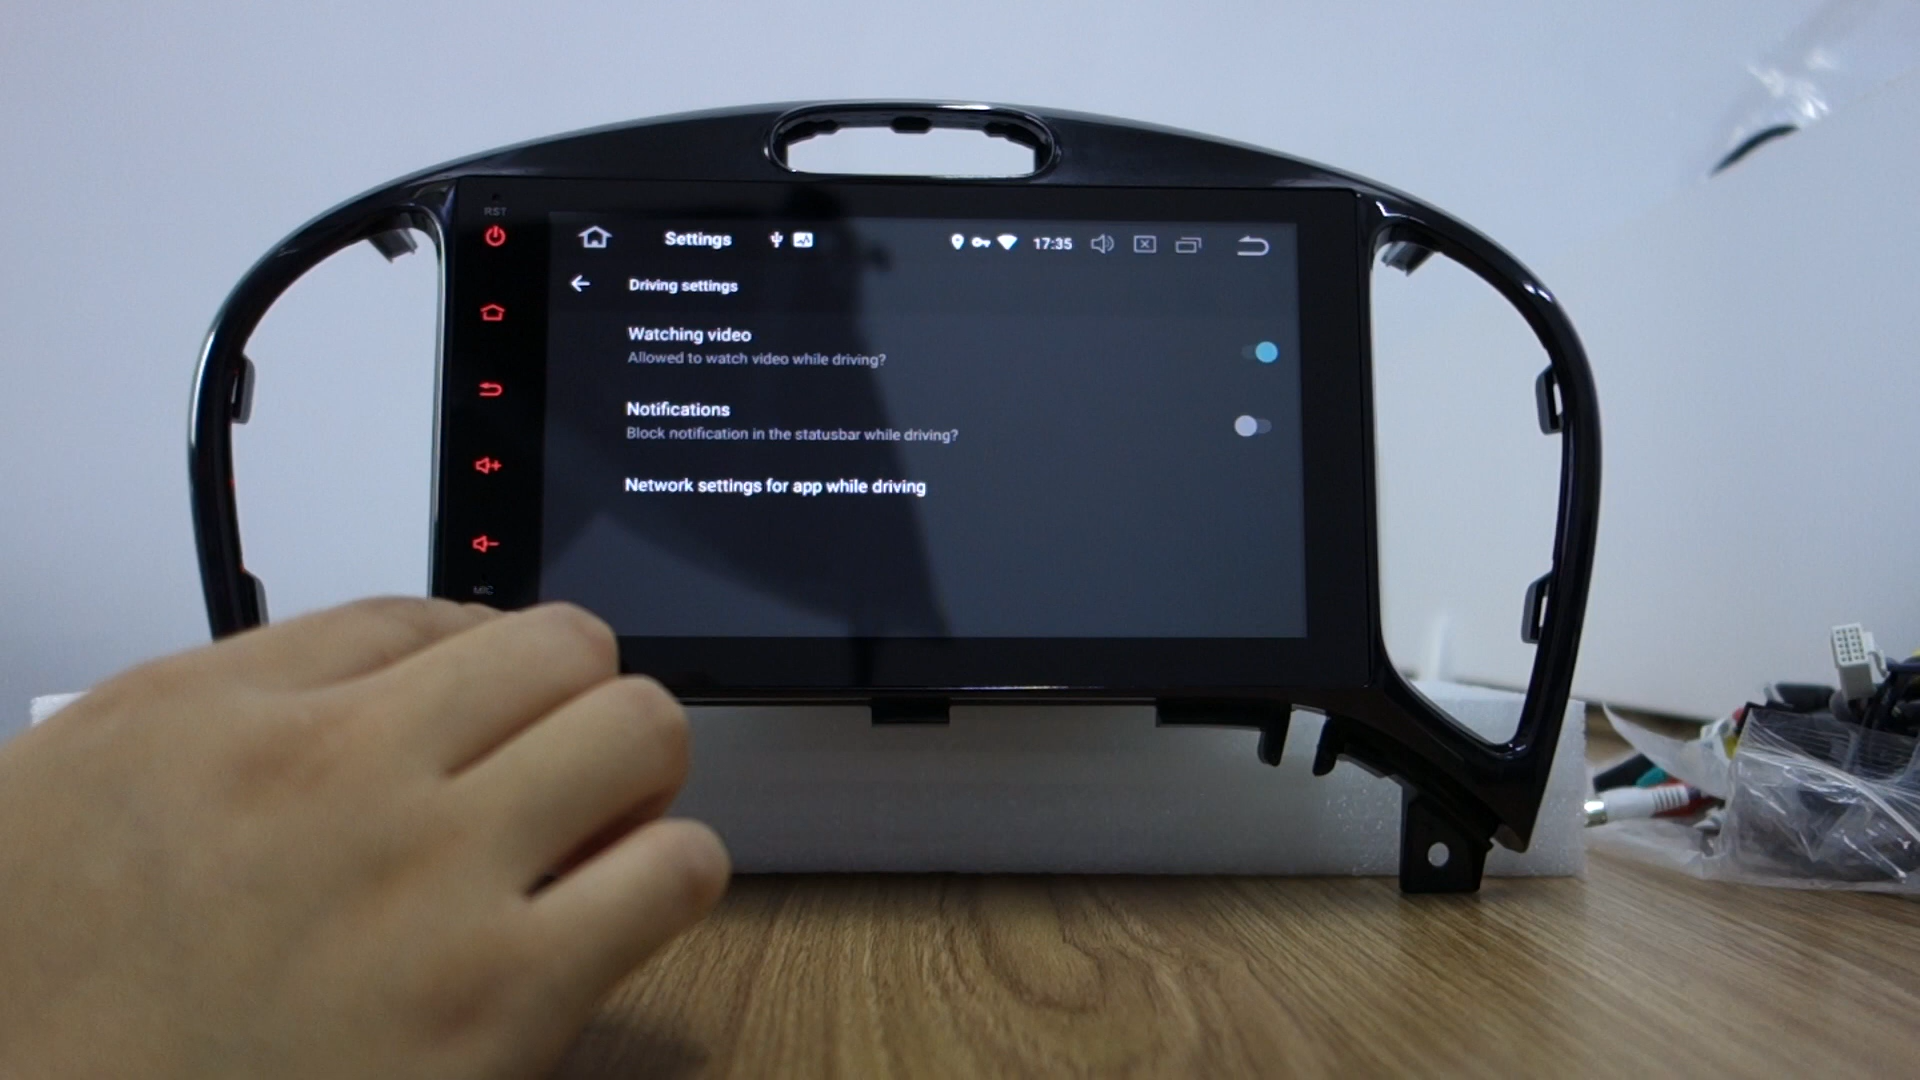 RST
Settings
17:35
Driving settings
Watching video
Allowed to watch video while driving?
Notifications
Block notification in the statusbar while driving?
Network settings for app while driving
MIC